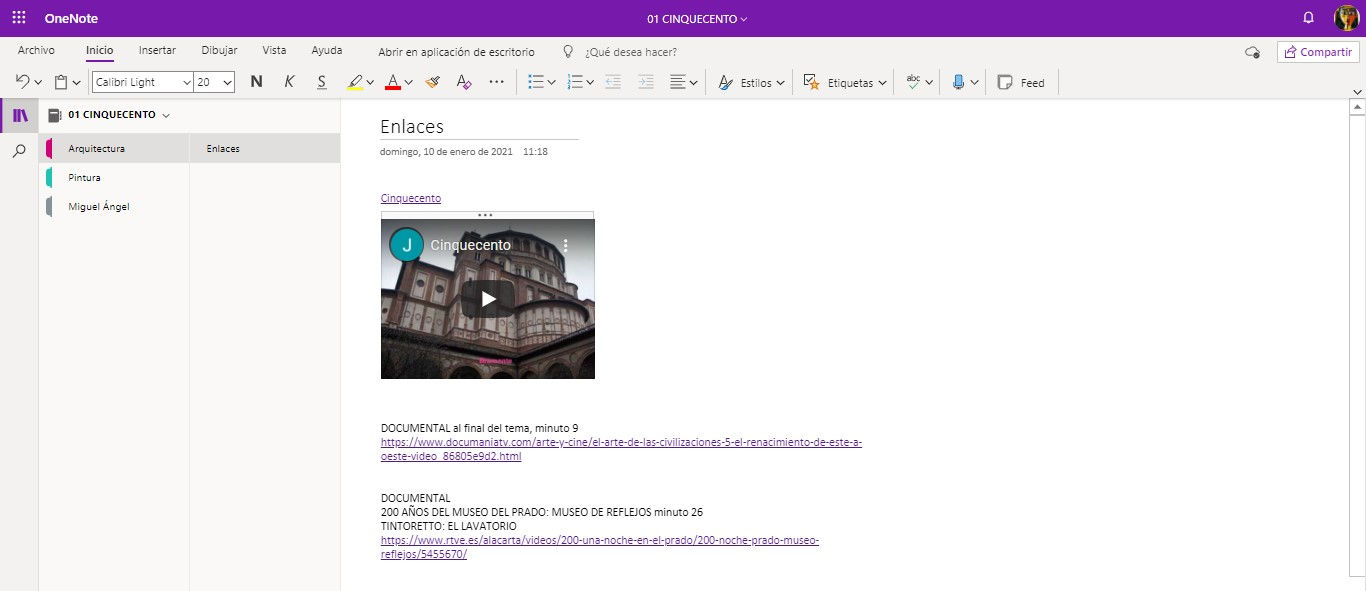 OneNote
01 CINQUECENTO
Archivo Inicio Insertar Dibujar Vista Ayuda Abrir en aplicación de escritorio ¿Qué desea hacer? Compartir
Calibri Light 20 N K S A A abc Estilos Etiquetas Feed
01 CINQUECENTO
Arquitectura
Pintura
Miguel Ángel
Enlaces
Enlaces
domingo, 10 de enero de 2021 11:18
Cinquecento
J Cinquecento
DOCUMENTAL al final del tema, minuto 9
https://www.documaniatv.com/arte-y-cine/el-arte-de-las-civilizaciones-5-el-renacimiento-de-este-a-
oeste-video_86805e9d2.html
DOCUMENTAL
200 AÑOS DEL MUSEO DEL PRADO: MUSEO DE REFLEJOS minuto 26
TINTORETTO: EL LAVATORIO
https://www.rtve.es/alacarta/videos/200-una-noche-en-el-prado/200-noche-prado-museo-
reflejos/5455670/